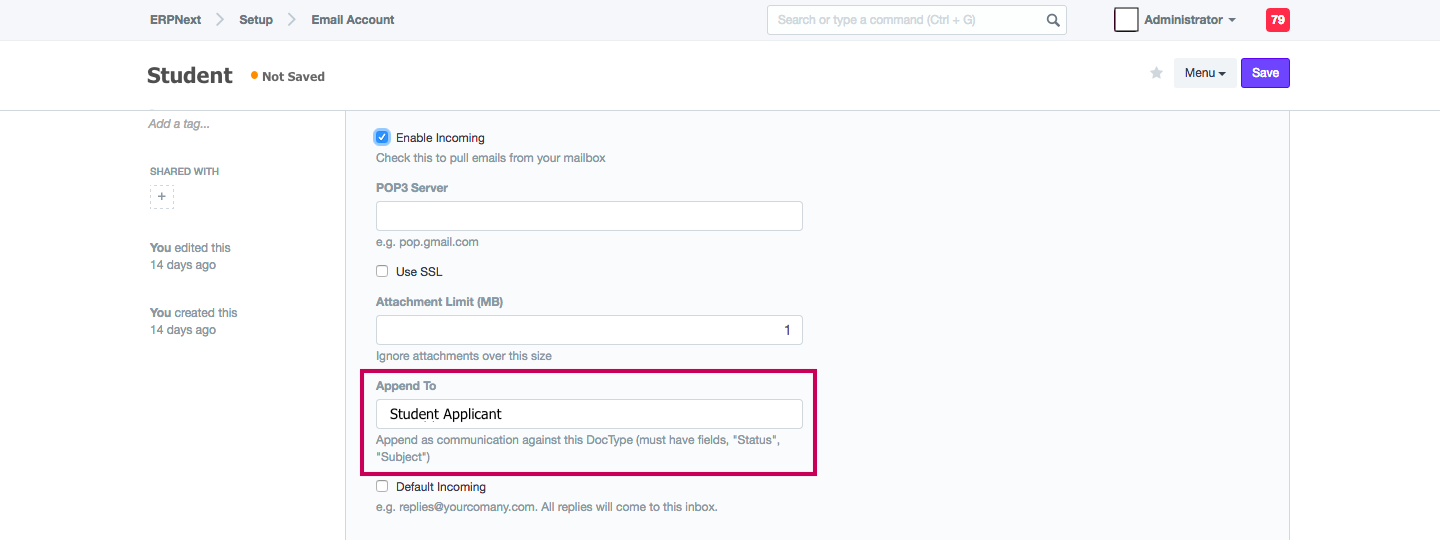 ERPNext Setup Email Account Search or type a command (Ctrl + G) Administrator 79
Student Not Saved Menu Save
Add a tag...
SHARED WITH
+
You edited this
14 days ago
You created this
14 days ago
Enable Incoming
Check this to pull emails from your mailbox
POP3 Server
e.g. pop.gmail.com
Use SSL
Attachment Limit (MB)
1
Ignore attachments over this size
Append To
Student Applicant
Append as communication against this DocType (must have fields, "Status",
"Subject")
Default Incoming
e.g. replies@yourcomany.com. All replies will come to this inbox.